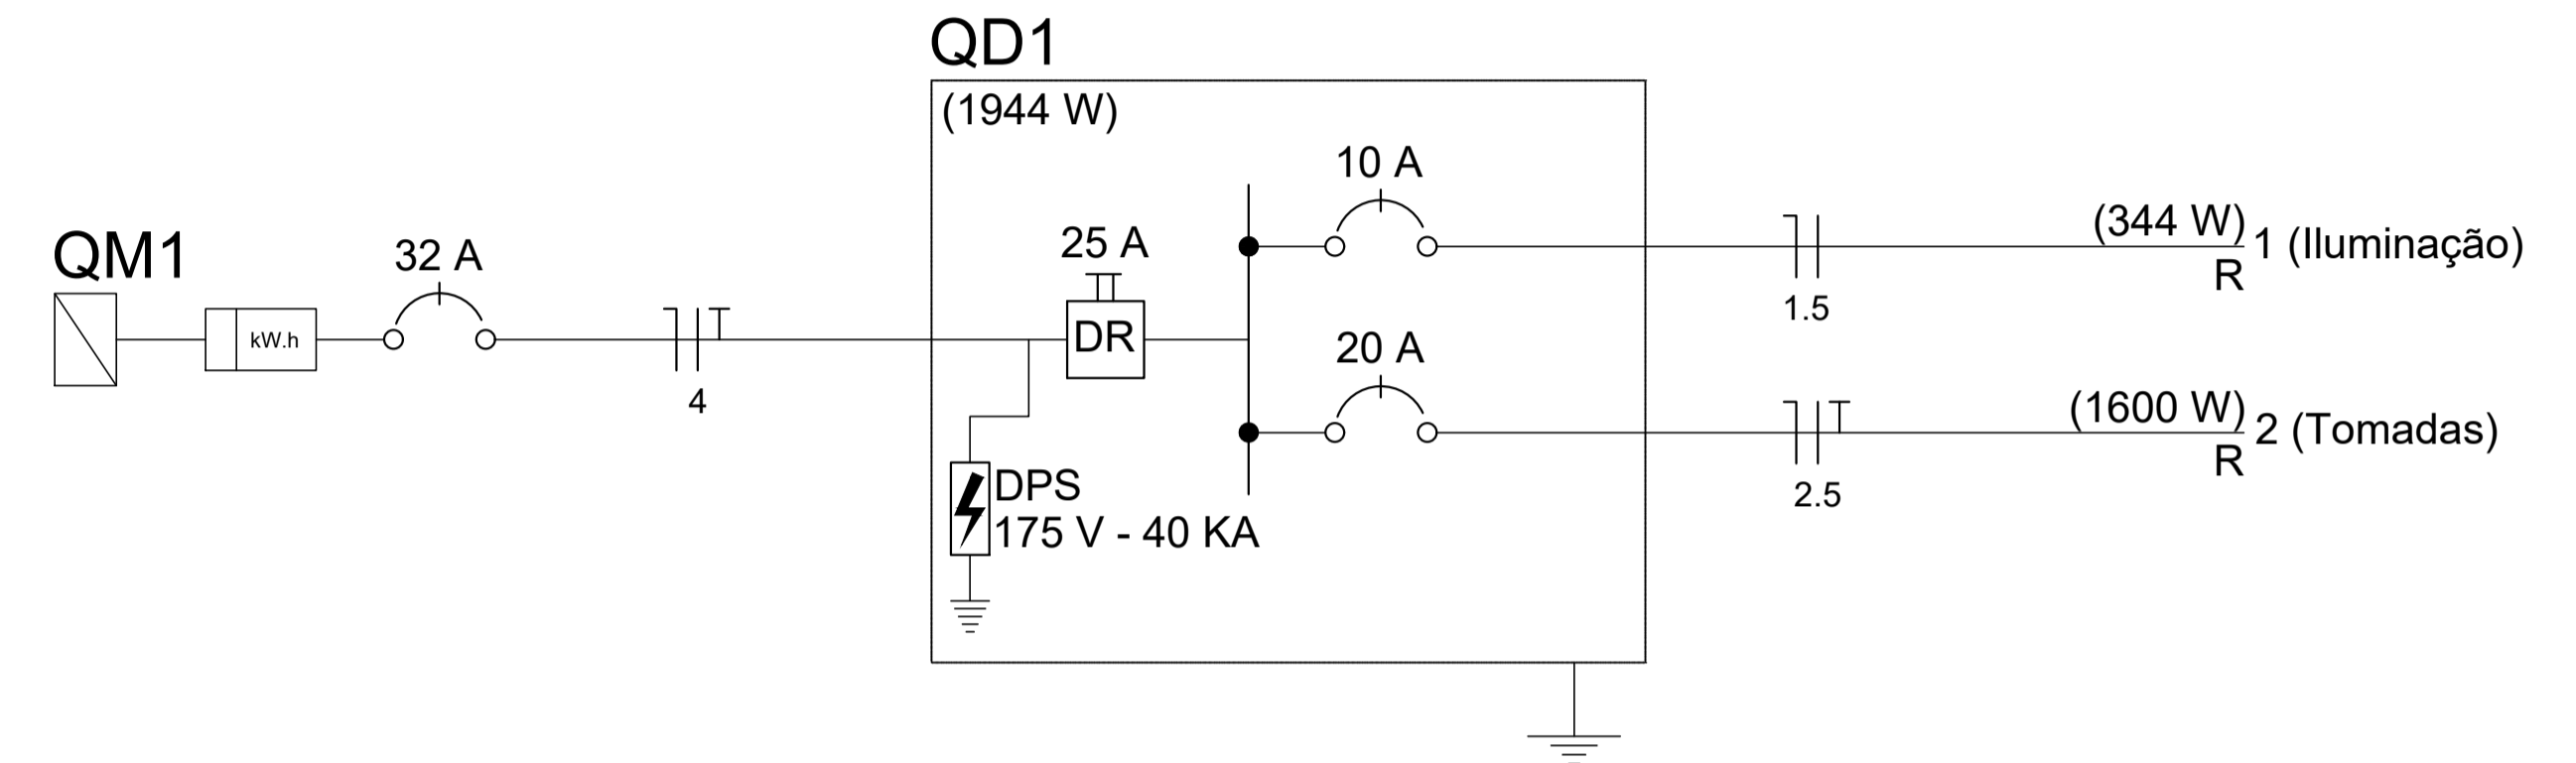 QD1
(1944 W)
QM1
kW.h
32 A
4
25 A
DR
DPS
175 V - 40 KA
10 A
1.5
(344 W)
R
1 (Iluminação)
20 A
2.5
(1600 W)
R
2 (Tomadas)